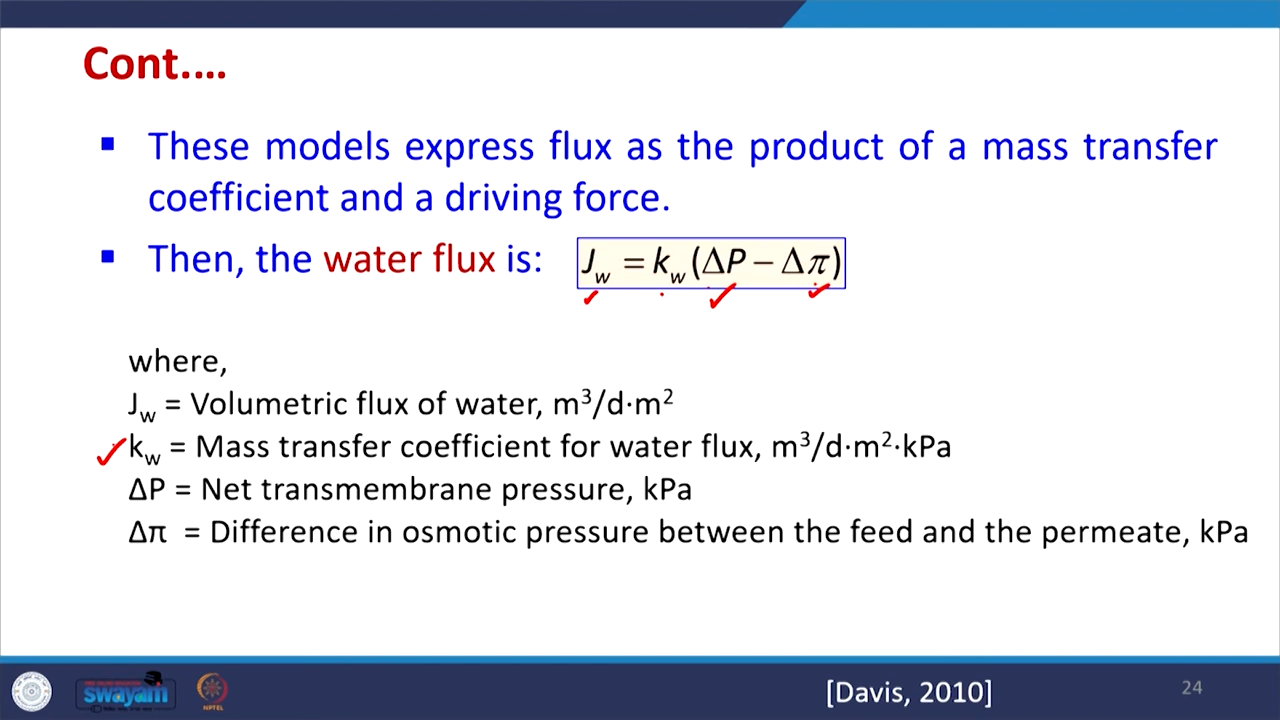 Cont.…
▪ These models express flux as the product of a mass transfer
coefficient and a driving force.
▪ Then, the water flux is: J_w = k_w (ΔP − Δπ)
where,
J_w = Volumetric flux of water, m³/d·m²
k_w = Mass transfer coefficient for water flux, m³/d·m²·kPa
ΔP = Net transmembrane pressure, kPa
Δπ = Difference in osmotic pressure between the feed and the permeate, kPa
swayam
NPTEL
[Davis, 2010]
24